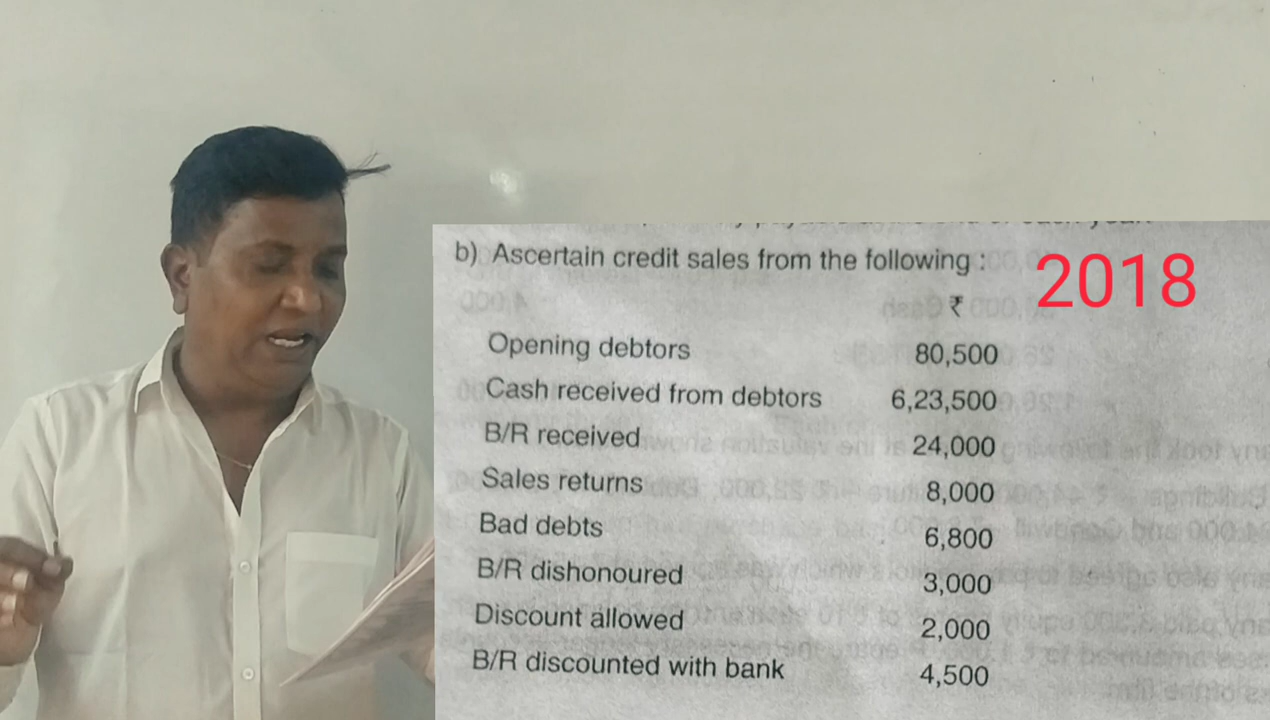 b) Ascertain credit sales from the following :
2018
₹
Opening debtors 80,500
Cash received from debtors 6,23,500
B/R received 24,000
Sales returns 8,000
Bad debts 6,800
B/R dishonoured 3,000
Discount allowed 2,000
B/R discounted with bank 4,500